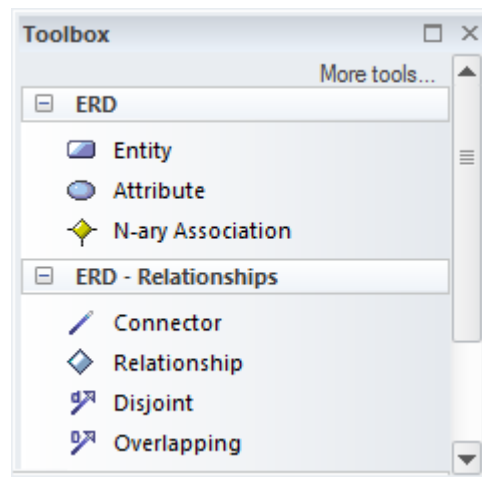 Toolbox
More tools...
ERD
Entity
Attribute
N-ary Association
ERD - Relationships
Connector
Relationship
Disjoint
Overlapping